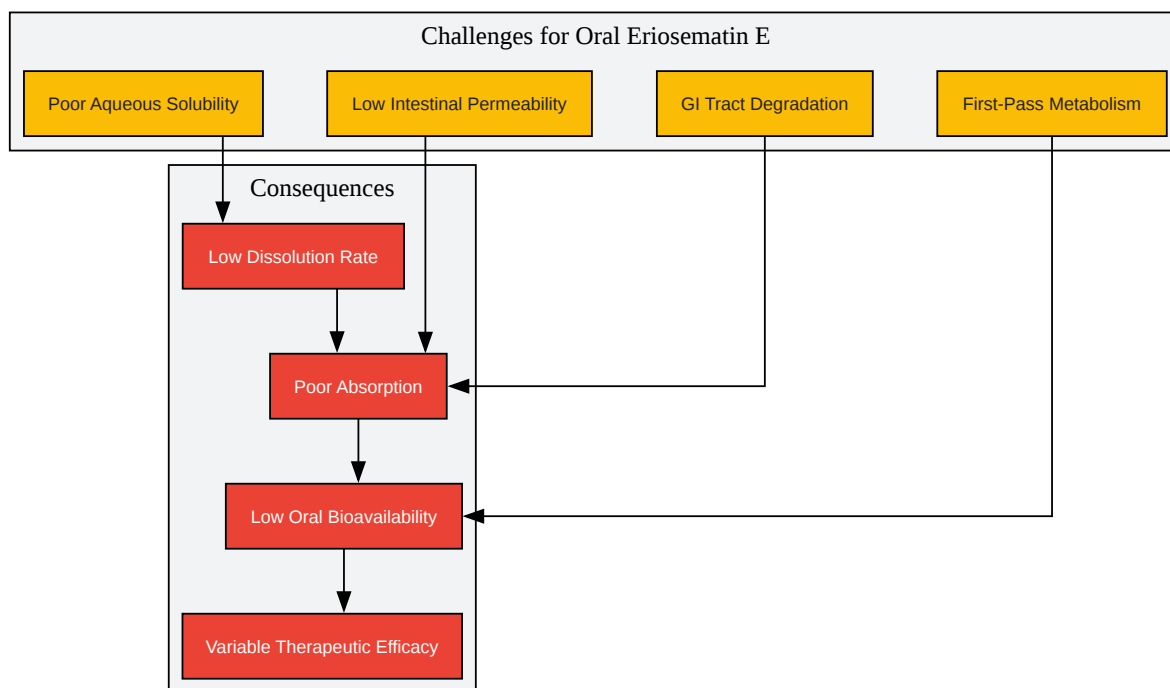 Challenges for Oral Eriosematin E
Poor Aqueous Solubility
Low Intestinal Permeability
GI Tract Degradation
First-Pass Metabolism
Consequences
Low Dissolution Rate
Poor Absorption
Low Oral Bioavailability
Variable Therapeutic Efficacy